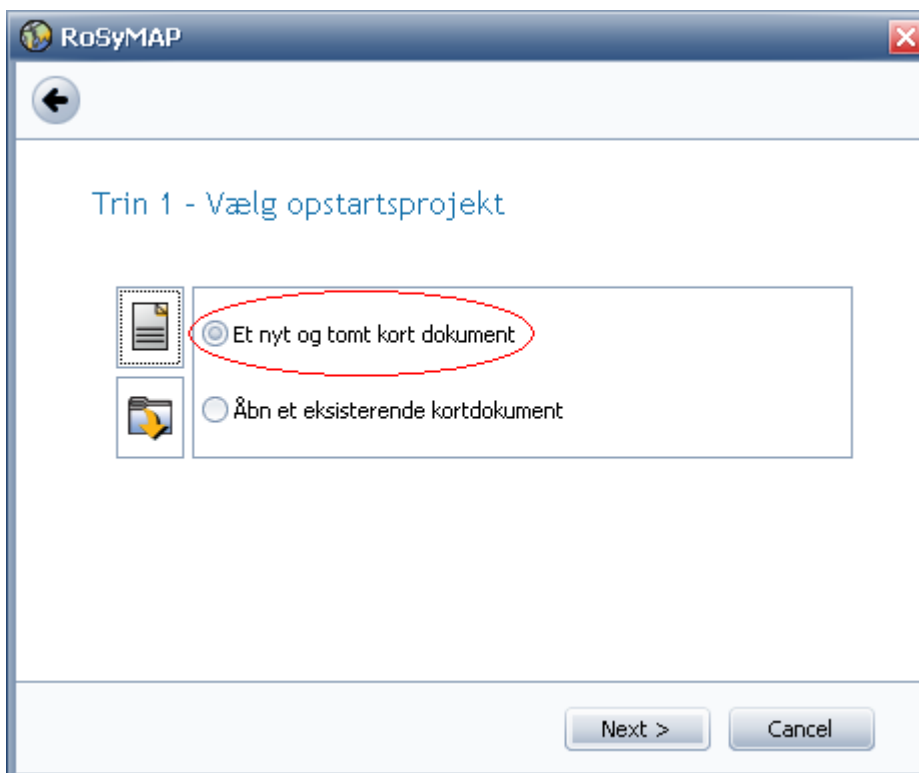 RoSyMAP
Trin 1 - Vælg opstartsprojekt
Et nyt og tomt kort dokument
Åbn et eksisterende kortdokument
Next >
Cancel